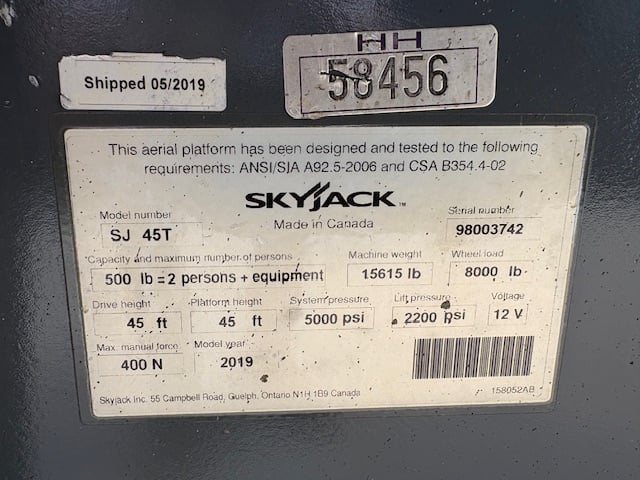 Shipped 05/2019
HH
58456
This aerial platform has been designed and tested to the following
requirements: ANSI/SIA A92.5-2006 and CSA B354.4-02
SKYJACK™
Made in Canada
Model number
SJ 45T
Serial number
98003742
*Capacity and maximum number of persons
500 lb = 2 persons + equipment
Machine weight
15615 lb
Wheel load
8000 lb
Drive height
45 ft
Platform height
45 ft
System pressure
5000 psi
Lift pressure
2200 psi
Voltage
12 V
Max. manual force
400 N
Model year
2019
Skyjack Inc. 55 Campbell Road, Guelph, Ontario N1H 1B9 Canada
158052AB